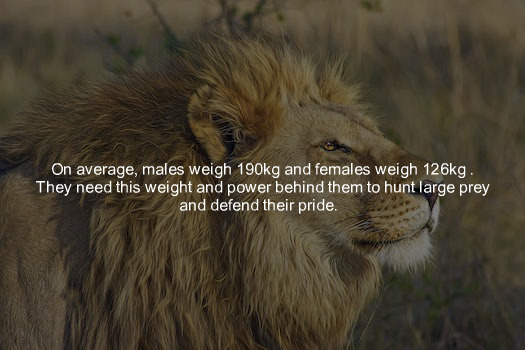 On average, males weigh 190kg and females weigh 126kg .
They need this weight and power behind them to hunt large prey
and defend their pride.